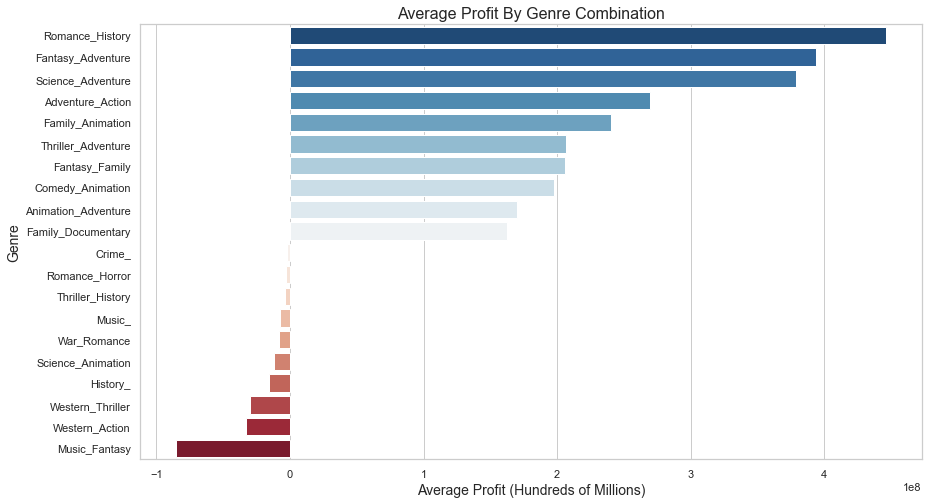 Average Profit By Genre Combination
Genre
Romance_History
Fantasy_Adventure
Science_Adventure
Adventure_Action
Family_Animation
Thriller_Adventure
Fantasy_Family
Comedy_Animation
Animation_Adventure
Family_Documentary
Crime_
Romance_Horror
Thriller_History
Music_
War_Romance
Science_Animation
History_
Western_Thriller
Western_Action
Music_Fantasy
−1 0 1 2 3 4
1e8
Average Profit (Hundreds of Millions)